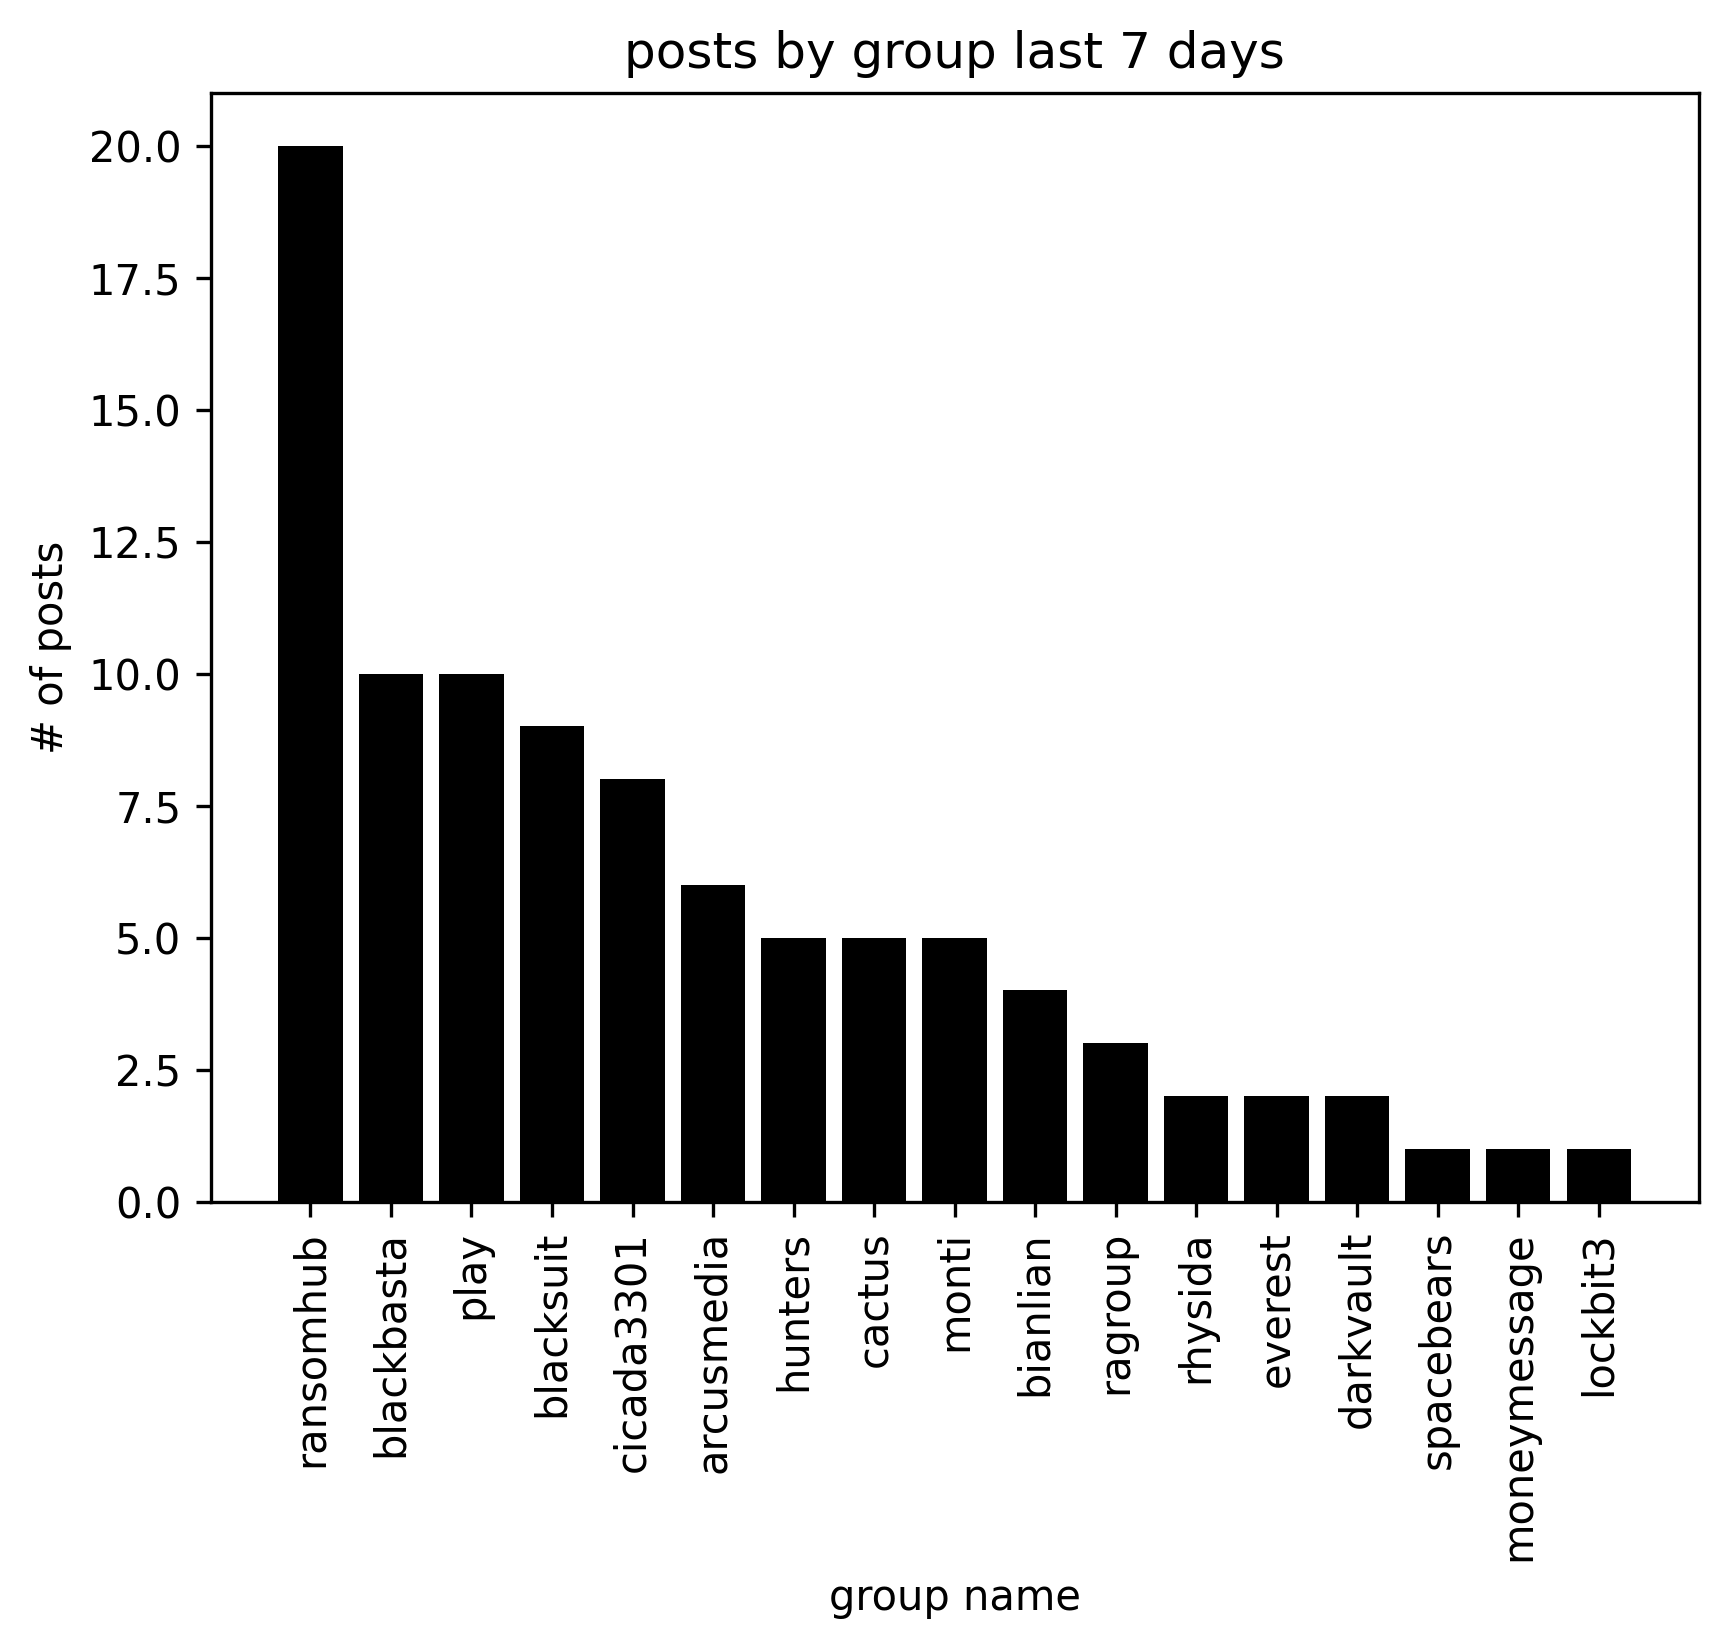 posts by group last 7 days
# of posts
20.0
17.5
15.0
12.5
10.0
7.5
5.0
2.5
0.0
ransomhub
blackbasta
play
blacksuit
cicada3301
arcusmedia
hunters
cactus
monti
bianlian
ragroup
rhysida
everest
darkvault
spacebears
moneymessage
lockbit3
group name